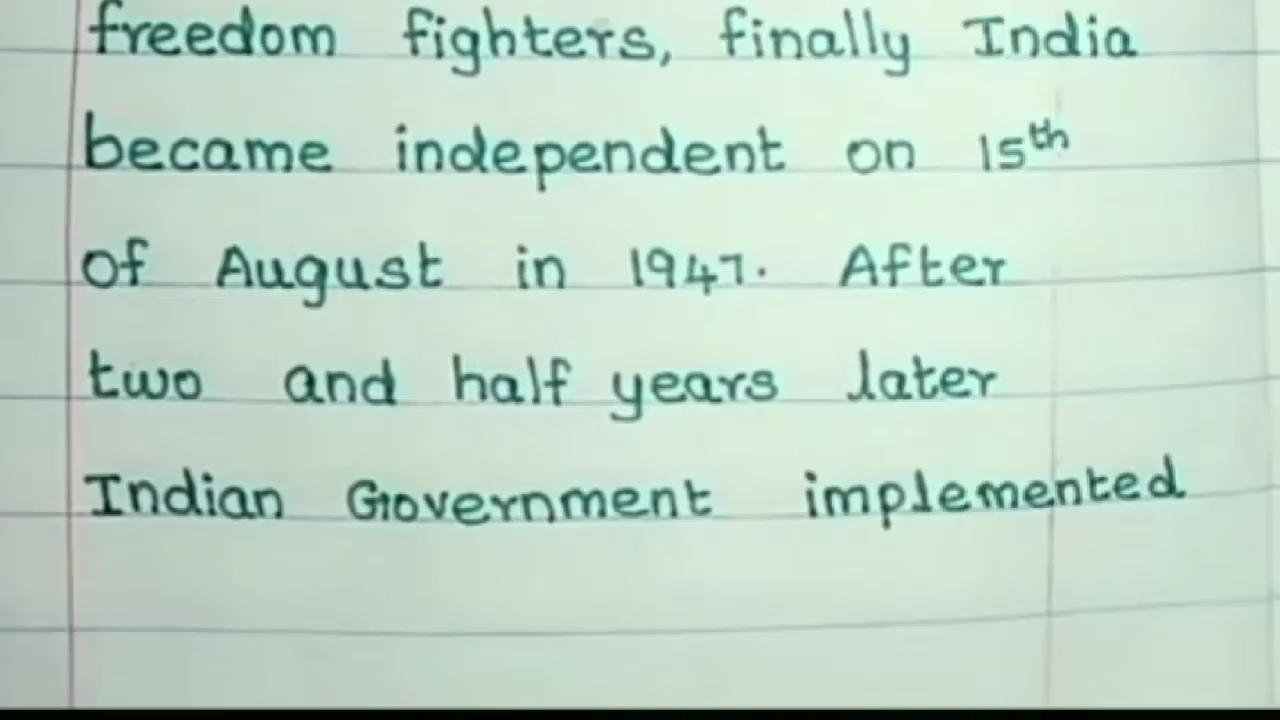 freedom fighters, finally India
became independent on 15th
of August in 1947. After
two and half years later
Indian Government implemented